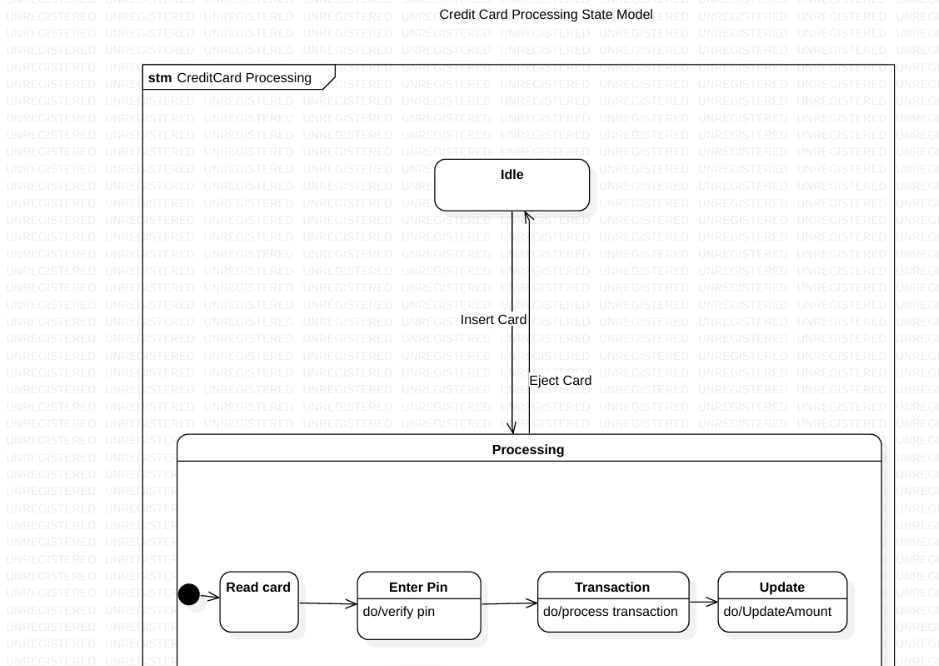 Credit Card Processing State Model
stm CreditCard Processing
Idle
Insert Card
Eject Card
Processing
Read card
Enter Pin
do/verify pin
Transaction
do/process transaction
Update
do/UpdateAmount
UNREGISTERED